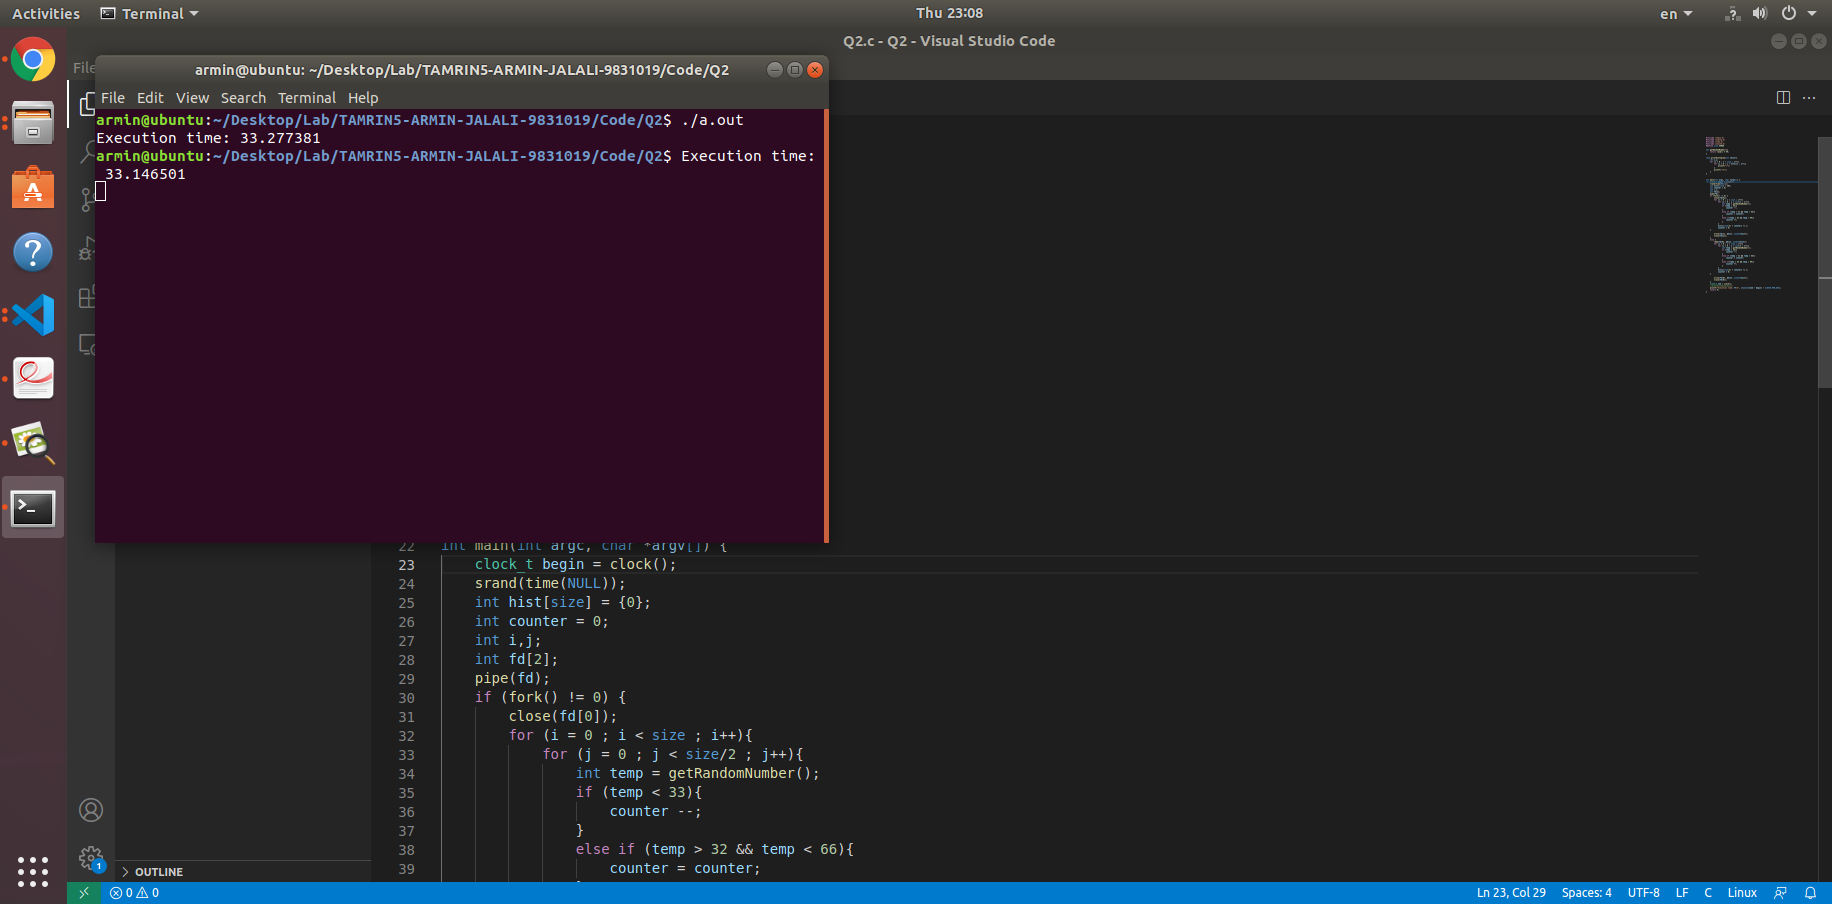 Activities
Terminal
Thu 23:08
en
Q2.c - Q2 - Visual Studio Code
File
armin@ubuntu: ~/Desktop/Lab/TAMRIN5-ARMIN-JALALI-9831019/Code/Q2
File Edit View Search Terminal Help
armin@ubuntu:~/Desktop/Lab/TAMRIN5-ARMIN-JALALI-9831019/Code/Q2$ ./a.out
Execution time: 33.277381
armin@ubuntu:~/Desktop/Lab/TAMRIN5-ARMIN-JALALI-9831019/Code/Q2$ Execution time:
33.146501
22 int main(int argc, char *argv[]) {
23 clock_t begin = clock();
24 srand(time(NULL));
25 int hist[size] = {0};
26 int counter = 0;
27 int i,j;
28 int fd[2];
29 pipe(fd);
30 if (fork() != 0) {
31 close(fd[0]);
32 for (i = 0 ; i < size ; i++){
33 for (j = 0 ; j < size/2 ; j++){
34 int temp = getRandomNumber();
35 if (temp < 33){
36 counter --;
37 }
38 else if (temp > 32 && temp < 66){
39 counter = counter;
1
OUTLINE
0 0
Ln 23, Col 29 Spaces: 4 UTF-8 LF C Linux